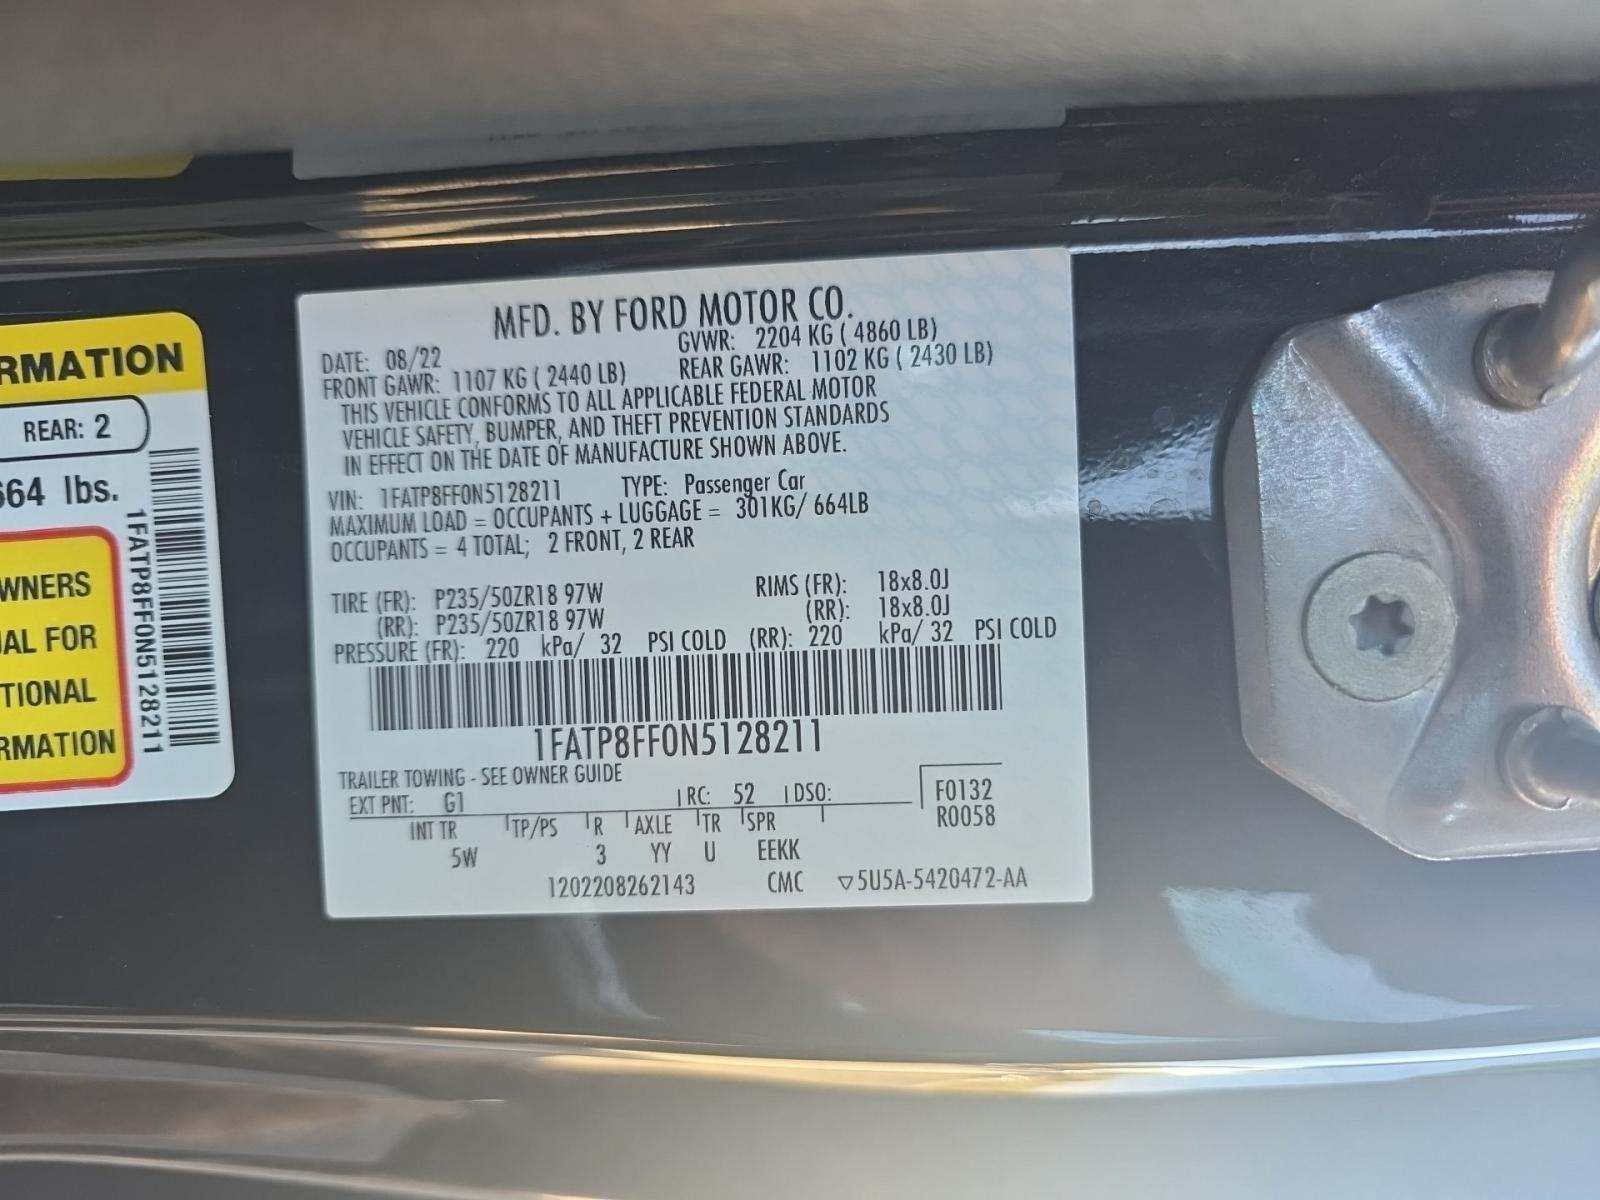 RMATION
REAR: 2
664 lbs.
WNERS
UAL FOR
TIONAL
RMATION
1FATP8FF0N5128211
MFD. BY FORD MOTOR CO.
DATE: 08/22 GVWR: 2204 KG ( 4860 LB)
FRONT GAWR: 1107 KG ( 2440 LB) REAR GAWR: 1102 KG ( 2430 LB)
THIS VEHICLE CONFORMS TO ALL APPLICABLE FEDERAL MOTOR
VEHICLE SAFETY, BUMPER, AND THEFT PREVENTION STANDARDS
IN EFFECT ON THE DATE OF MANUFACTURE SHOWN ABOVE.
VIN: 1FATP8FF0N5128211 TYPE: Passenger Car
MAXIMUM LOAD = OCCUPANTS + LUGGAGE = 301KG/ 664LB
OCCUPANTS = 4 TOTAL; 2 FRONT, 2 REAR
TIRE (FR): P235/50ZR18 97W RIMS (FR): 18x8.0J
(RR): P235/50ZR18 97W (RR): 18x8.0J
PRESSURE (FR): 220 kPa/ 32 PSI COLD (RR): 220 kPa/ 32 PSI COLD
1FATP8FF0N5128211
TRAILER TOWING - SEE OWNER GUIDE
EXT PNT: G1 RC: 52 DSO: F0132
R0058
INT TR TP/PS R AXLE TR SPR
5W 3 YY U EEKK
1202208262143 CMC ▽5U5A-5420472-AA